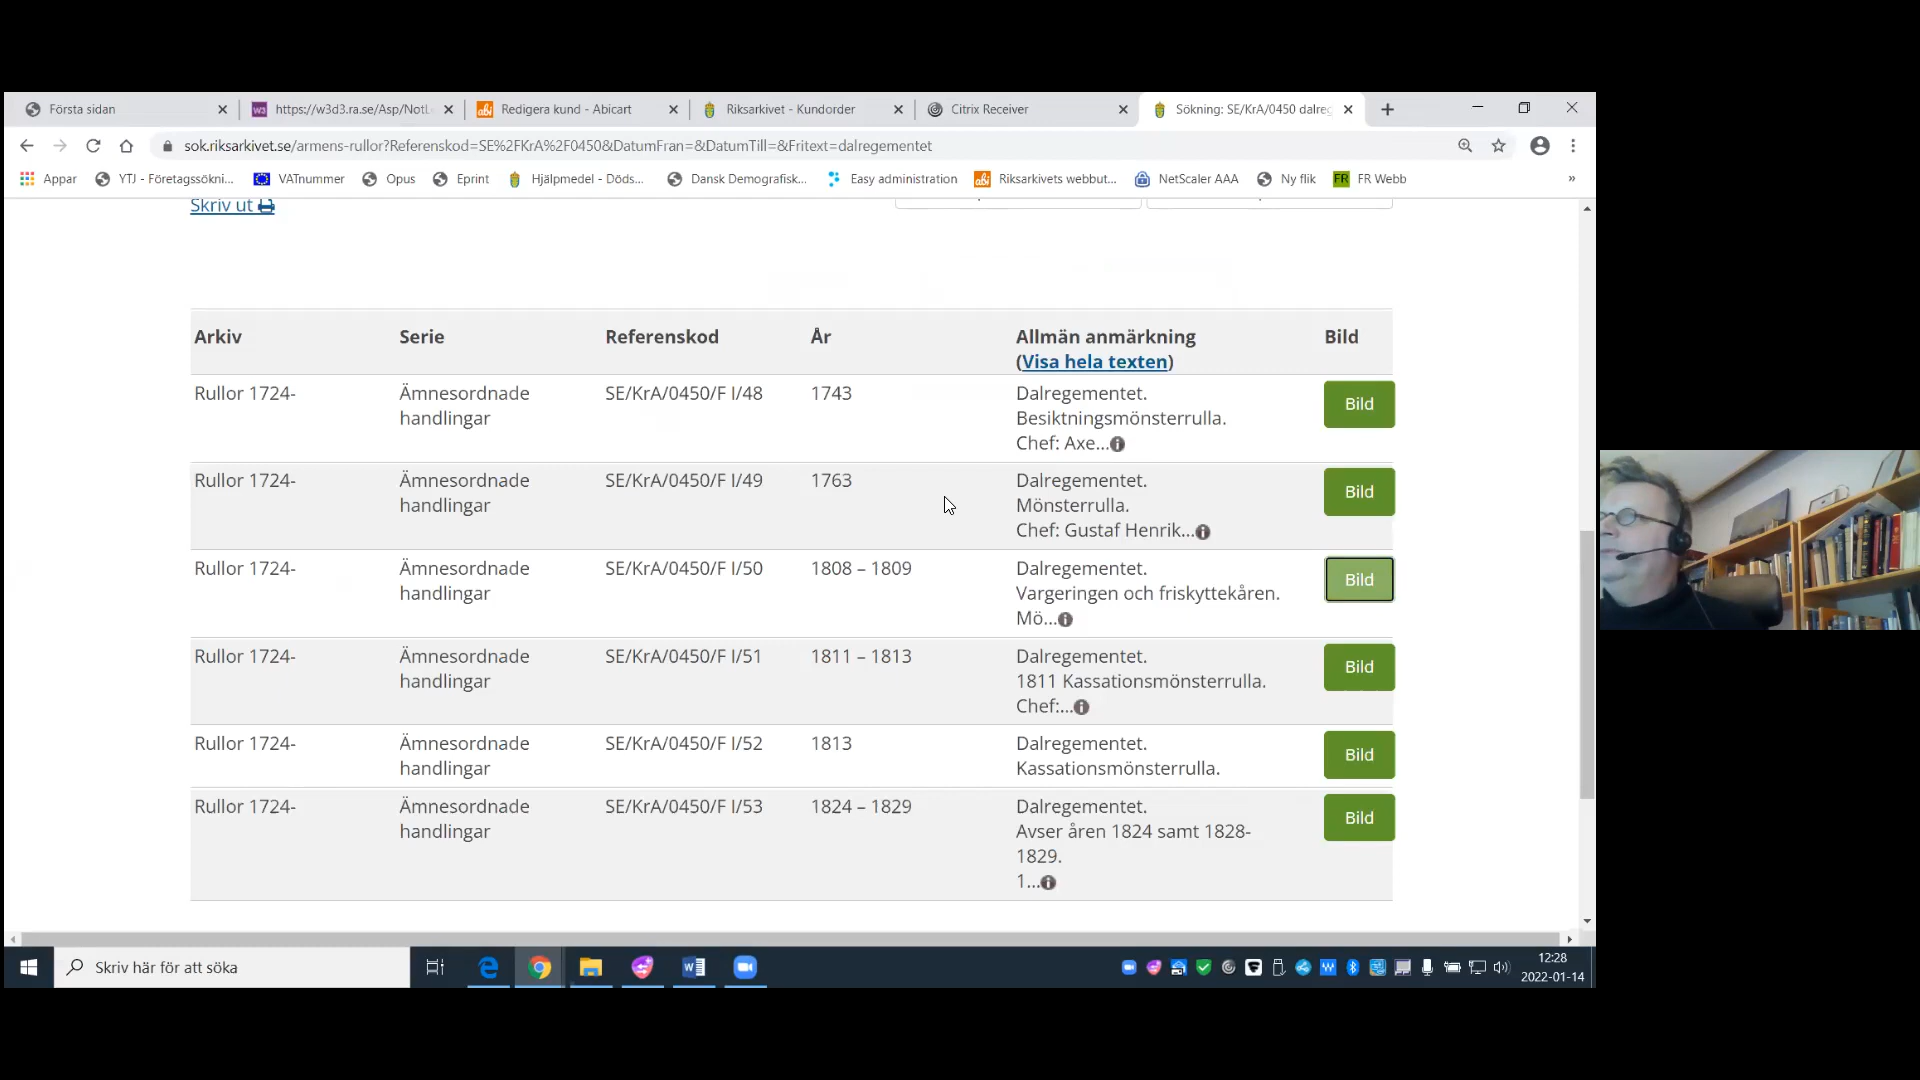 Första sidan
https://w3d3.ra.se/Asp/NotL
Redigera kund - Abicart
Riksarkivet - Kundorder
Citrix Receiver
Sökning: SE/KrA/0450 dalreg
sok.riksarkivet.se/armens-rullor?Referenskod=SE%2FKrA%2F0450&DatumFran=&DatumTill=&Fritext=dalregementet
Appar
YTJ - Företagssökni...
VATnummer
Opus
Eprint
Hjälpmedel - Döds...
Dansk Demografisk...
Easy administration
abi
Riksarkivets webbut...
NetScaler AAA
Ny flik
FR
FR Webb
»
Skriv ut
Arkiv Serie Referenskod År Allmän anmärkning Bild
(Visa hela texten)
Rullor 1724- Ämnesordnade SE/KrA/0450/F I/48 1743 Dalregementet. Bild
handlingar Besiktningsmönsterrulla.
Chef: Axe...
Rullor 1724- Ämnesordnade SE/KrA/0450/F I/49 1763 Dalregementet. Bild
handlingar Mönsterrulla.
Chef: Gustaf Henrik...
Rullor 1724- Ämnesordnade SE/KrA/0450/F I/50 1808 – 1809 Dalregementet. Bild
handlingar Vargeringen och friskyttekåren.
Mö...
Rullor 1724- Ämnesordnade SE/KrA/0450/F I/51 1811 – 1813 Dalregementet. Bild
handlingar 1811 Kassationsmönsterrulla.
Chef:...
Rullor 1724- Ämnesordnade SE/KrA/0450/F I/52 1813 Dalregementet. Bild
handlingar Kassationsmönsterrulla.
Rullor 1724- Ämnesordnade SE/KrA/0450/F I/53 1824 – 1829 Dalregementet. Bild
handlingar Avser åren 1824 samt 1828-
1829.
1...
Skriv här för att söka
12:28
2022-01-14